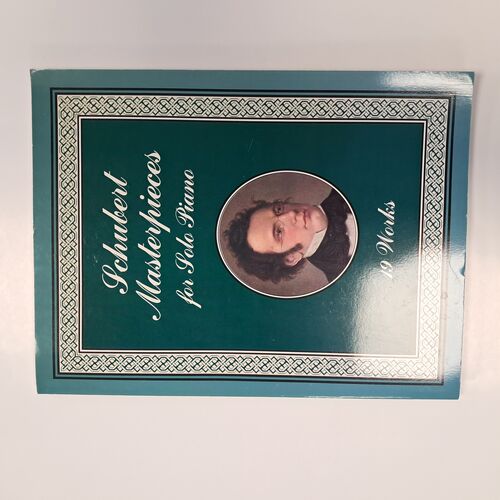 Schubert
Masterpieces
for Solo Piano
19 Works